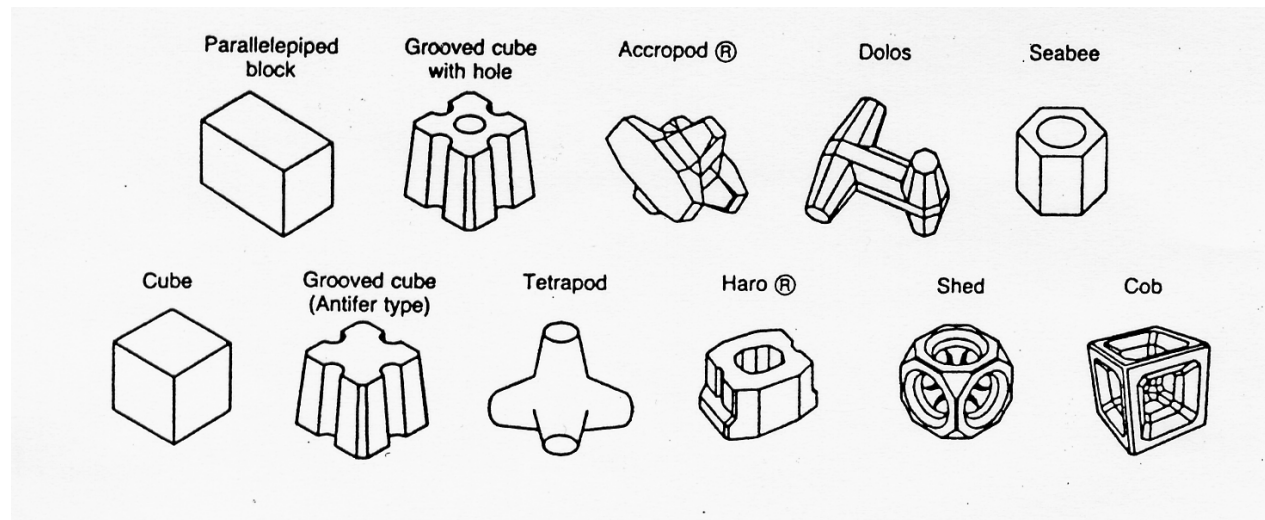 Parallelepiped
block
Grooved cube
with hole
Accropod ®
Dolos
Seabee
Cube
Grooved cube
(Antifer type)
Tetrapod
Haro ®
Shed
Cob